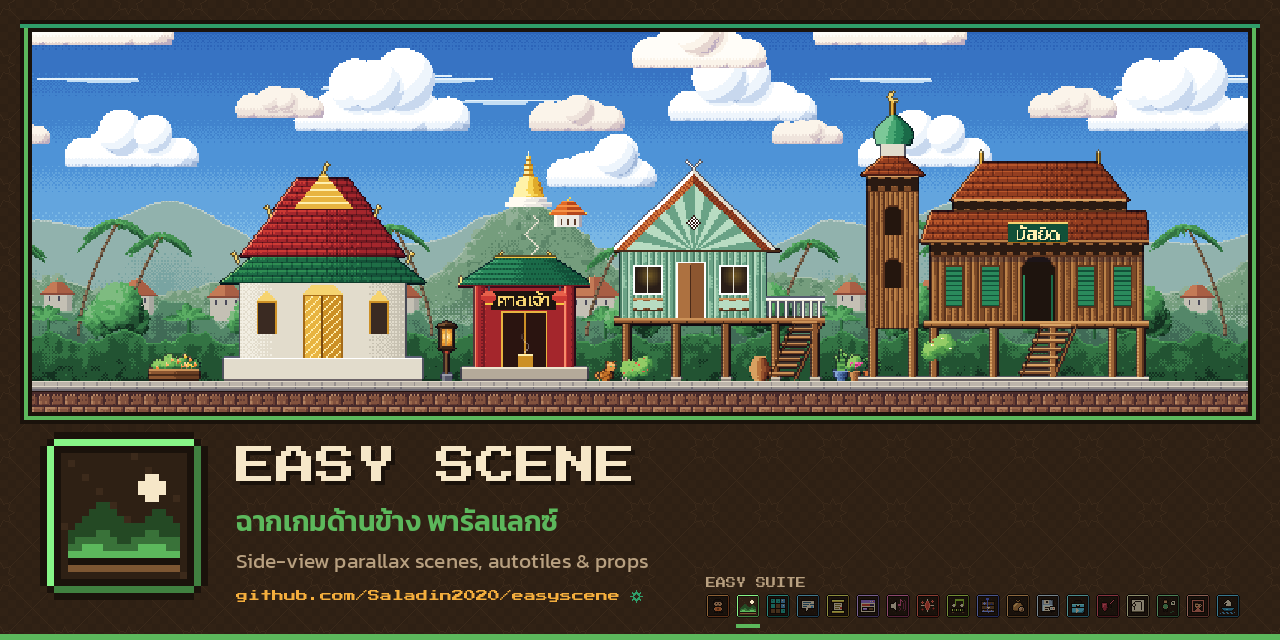 มัสยิด
ศาลเจ้า
EASY SCENE
ฉากเกมด้านข้าง พารัลแลกซ์
Side-view parallax scenes, autotiles & props
github.com/Saladin2020/easyscene
EASY SUITE